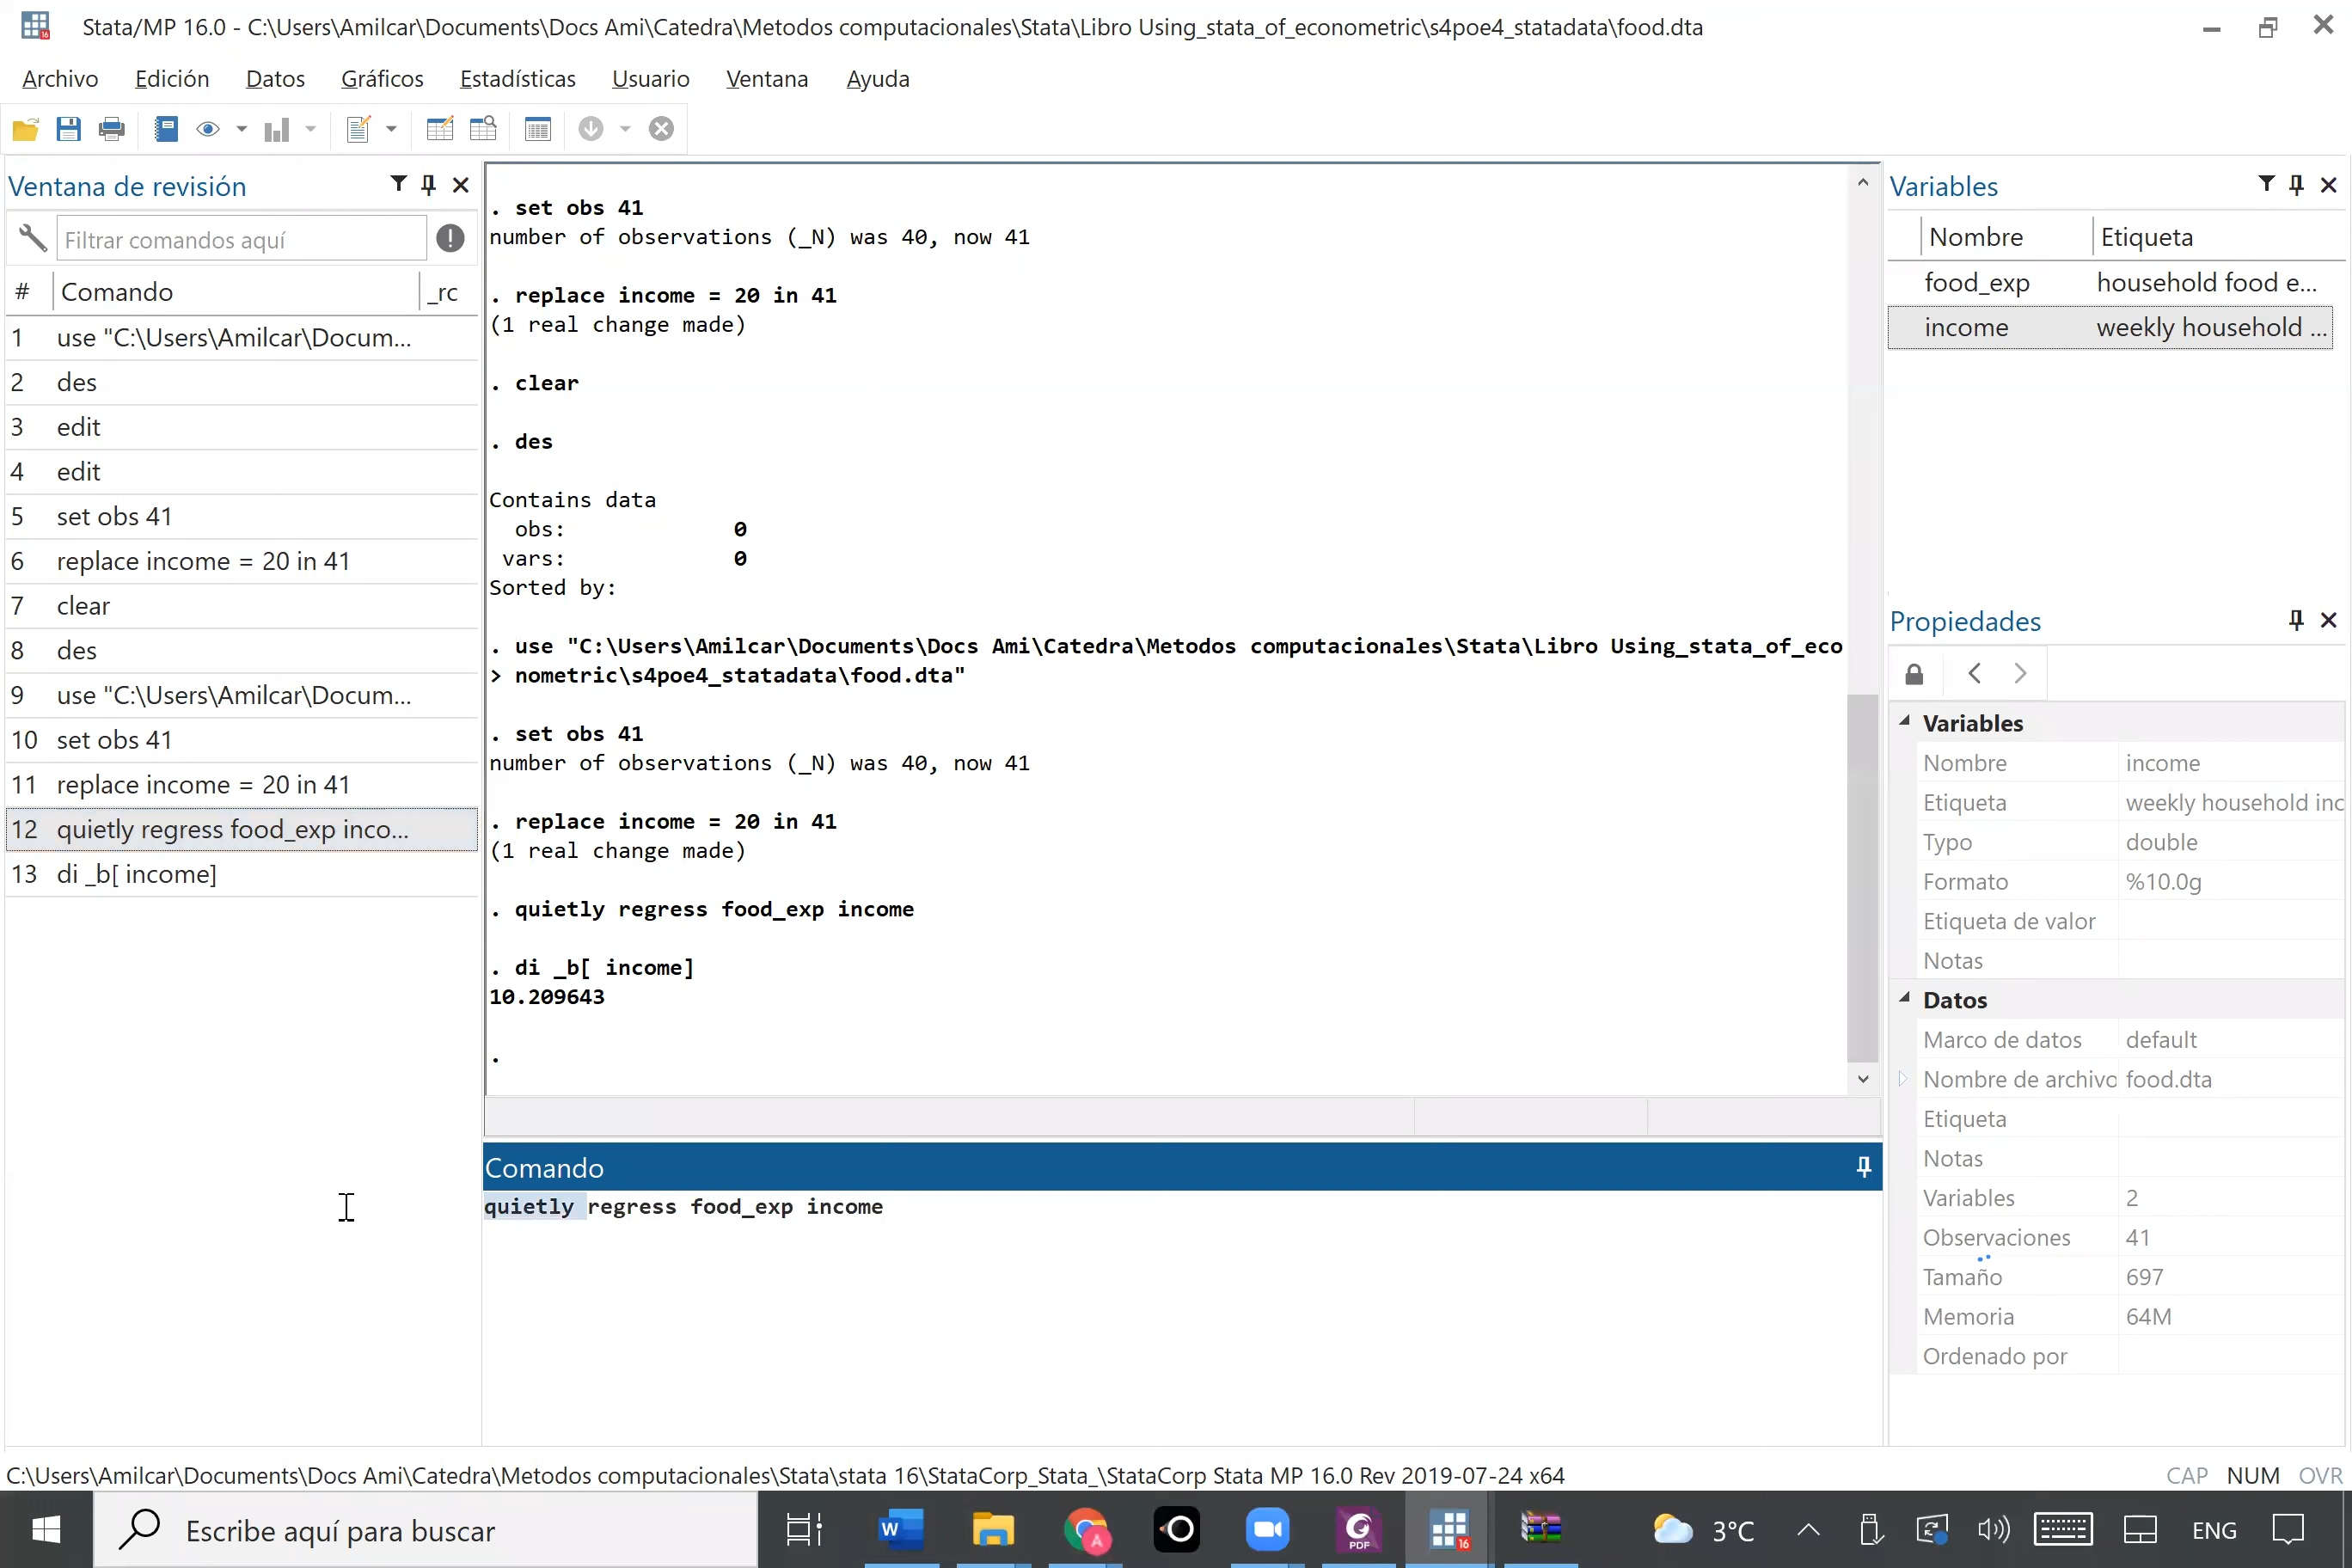 Stata/MP 16.0 - C:\Users\Amilcar\Documents\Docs Ami\Catedra\Metodos computacionales\Stata\Libro Using_stata_of_econometric\s4poe4_statadata\food.dta
Archivo Edición Datos Gráficos Estadísticas Usuario Ventana Ayuda
Ventana de revisión
Filtrar comandos aquí
# Comando _rc
1 use "C:\Users\Amilcar\Docum...
2 des
3 edit
4 edit
5 set obs 41
6 replace income = 20 in 41
7 clear
8 des
9 use "C:\Users\Amilcar\Docum...
10 set obs 41
11 replace income = 20 in 41
12 quietly regress food_exp inco...
13 di _b[ income]
. set obs 41
number of observations (_N) was 40, now 41
. replace income = 20 in 41
(1 real change made)
. clear
. des
Contains data
obs: 0
vars: 0
Sorted by:
. use "C:\Users\Amilcar\Documents\Docs Ami\Catedra\Metodos computacionales\Stata\Libro Using_stata_of_eco
> nometric\s4poe4_statadata\food.dta"
. set obs 41
number of observations (_N) was 40, now 41
. replace income = 20 in 41
(1 real change made)
. quietly regress food_exp income
. di _b[ income]
10.209643
.
Comando
quietly regress food_exp income
Variables
Nombre Etiqueta
food_exp household food e...
income weekly household ...
Propiedades
Variables
Nombre income
Etiqueta weekly household inc
Typo double
Formato %10.0g
Etiqueta de valor
Notas
Datos
Marco de datos default
Nombre de archivo food.dta
Etiqueta
Notas
Variables 2
Observaciones 41
Tamaño 697
Memoria 64M
Ordenado por
C:\Users\Amilcar\Documents\Docs Ami\Catedra\Metodos computacionales\Stata\stata 16\StataCorp_Stata_\StataCorp Stata MP 16.0 Rev 2019-07-24 x64
CAP NUM OVR
Escribe aquí para buscar
W
A
PDF
16
3°C
ENG